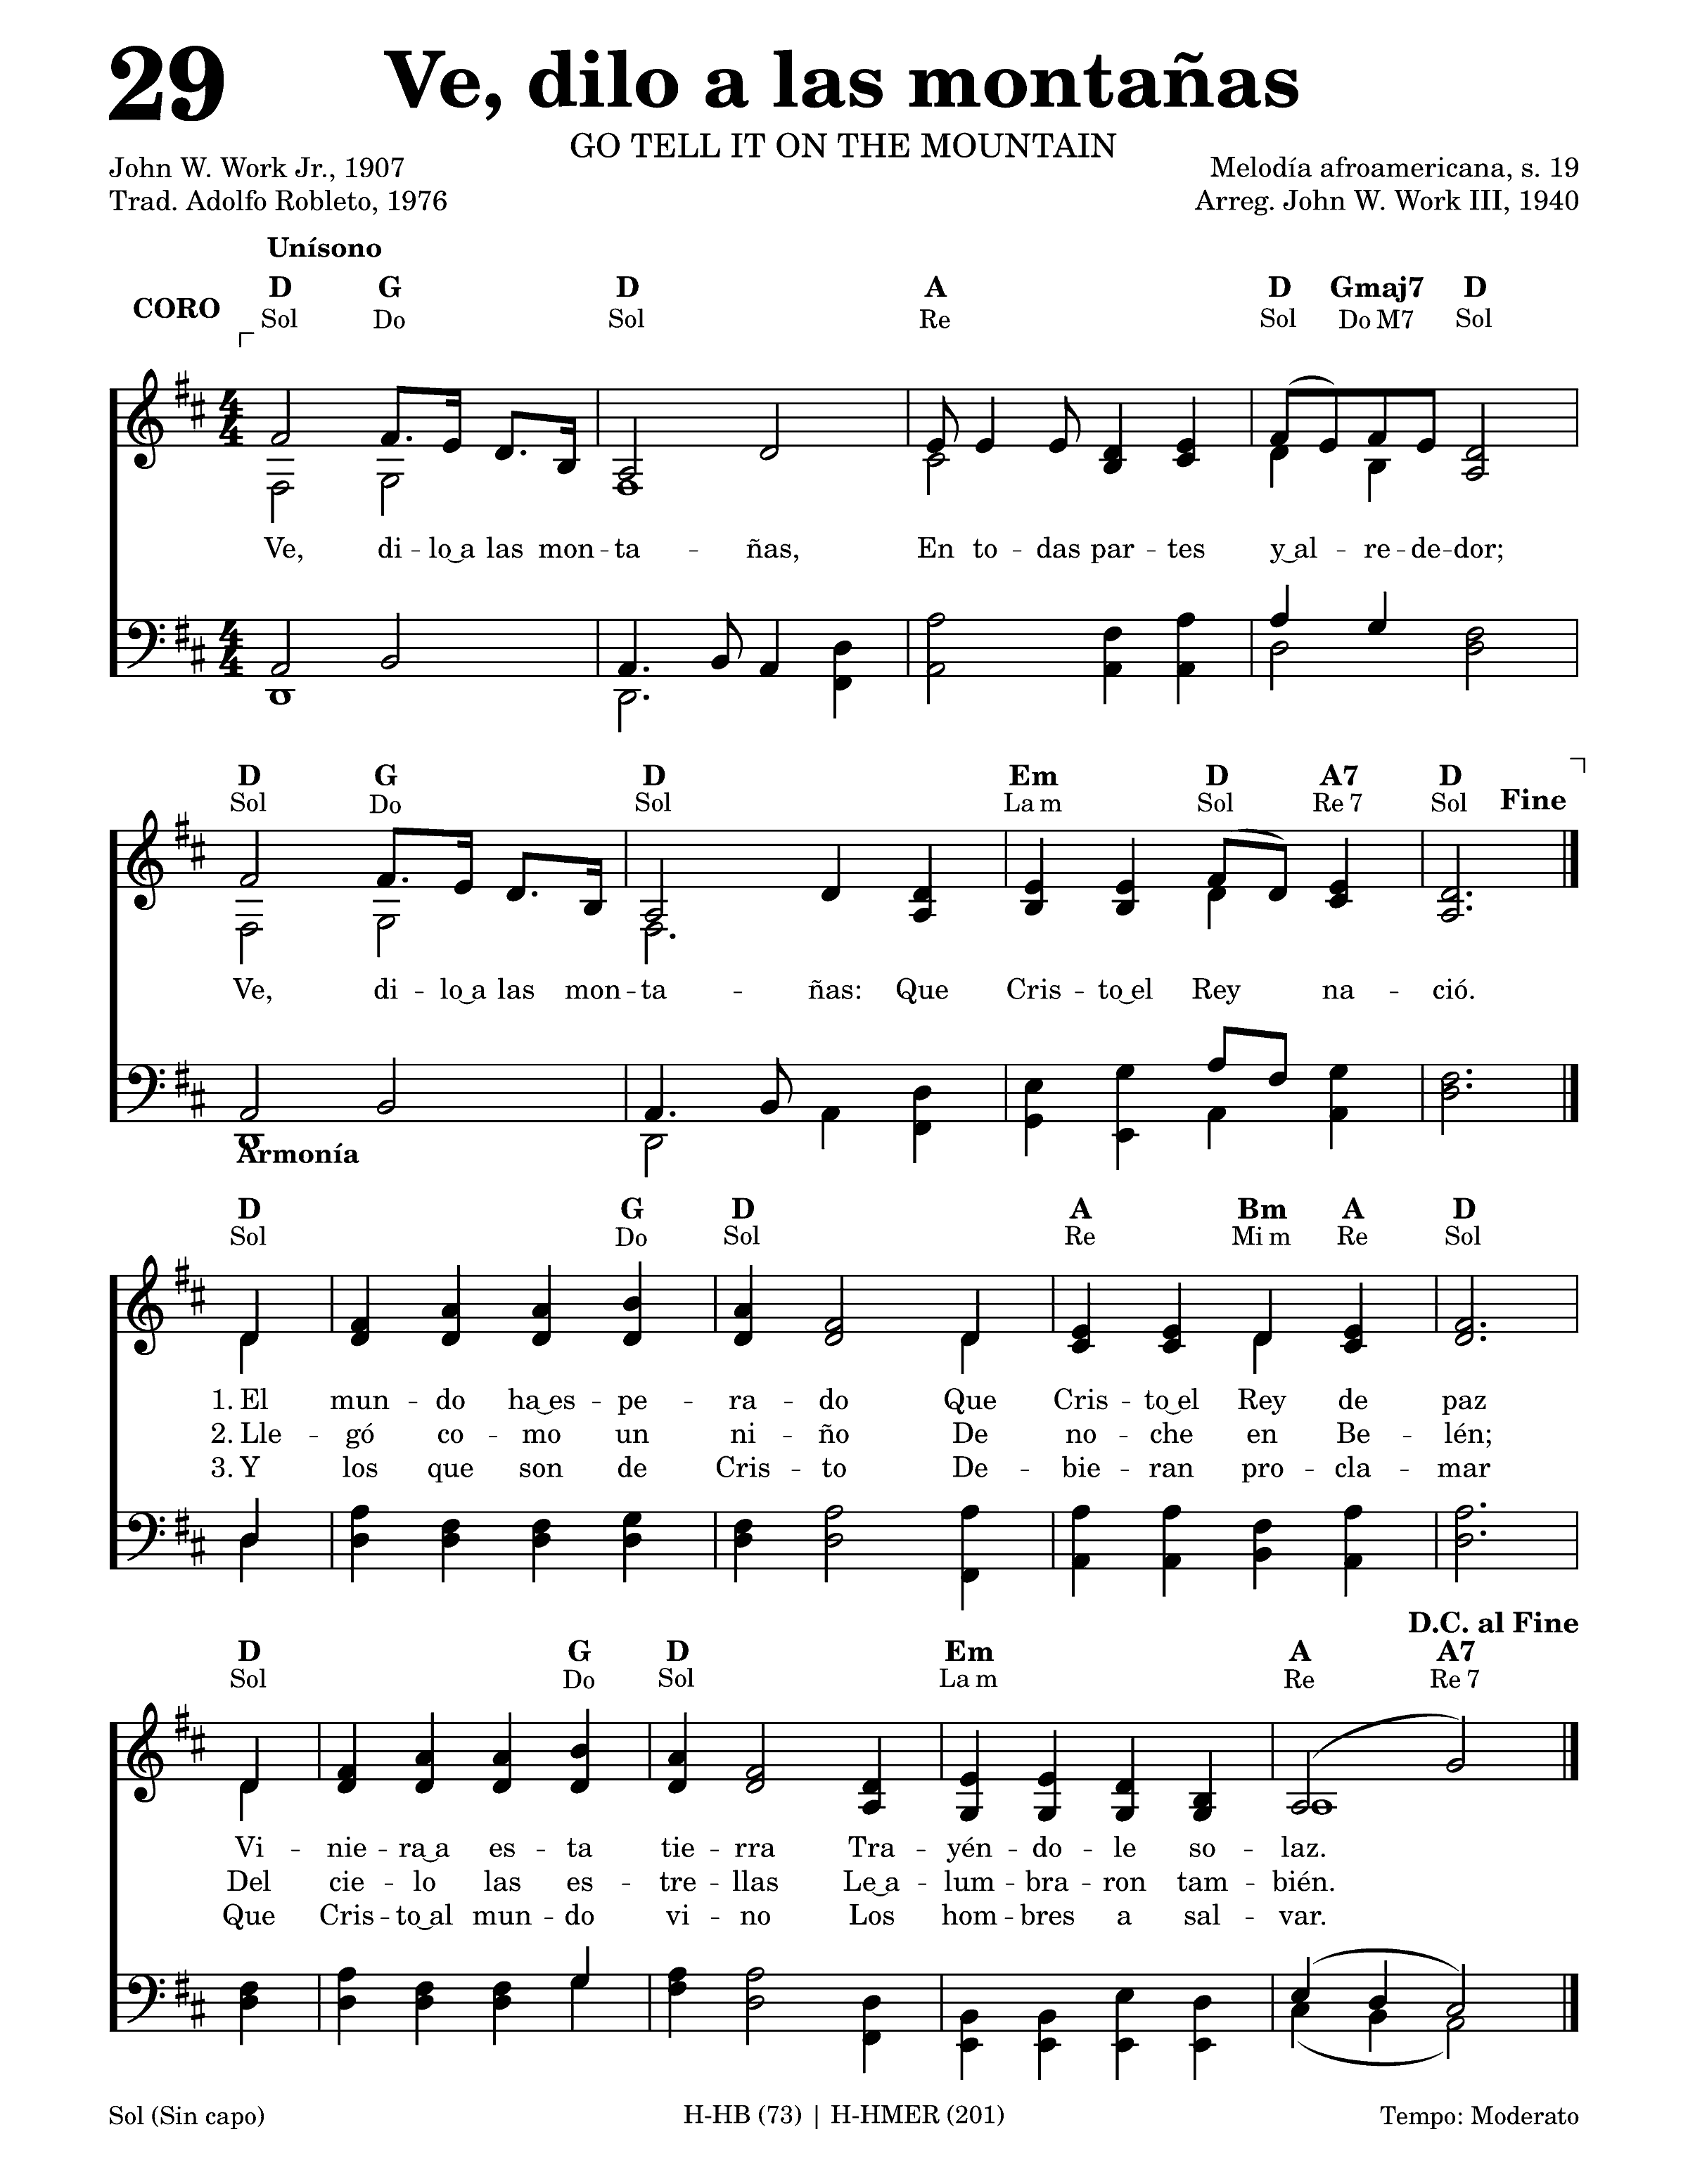 29 Ve, dilo a las montañas
GO TELL IT ON THE MOUNTAIN
John W. Work Jr., 1907 Melodía afroamericana, s. 19
Trad. Adolfo Robleto, 1976 Arreg. John W. Work III, 1940
Unísono
D G D A D Gmaj7 D
CORO Sol Do Sol Re Sol Do M7 Sol
4 4
Ve, di - lo‿a las mon - ta - ñas, En to - das par - tes y‿al - re - de - dor;
4 4
D G D Em D A7 D
Sol Do Sol La m Sol Re 7 Sol Fine
Ve, di - lo‿a las mon - ta - ñas: Que Cris - to‿el Rey na - ció.
Armonía
D G D A Bm A D
Sol Do Sol Re Mi m Re Sol
1. El mun - do ha‿es - pe - ra - do Que Cris - to‿el Rey de paz
2. Lle - gó co - mo un ni - ño De no - che en Be - lén;
3. Y los que son de Cris - to De - bie - ran pro - cla - mar
D.C. al Fine
D G D Em A A7
Sol Do Sol La m Re Re 7
Vi - nie - ra‿a es - ta tie - rra Tra - yén - do - le so - laz.
Del cie - lo las es - tre - llas Le‿a - lum - bra - ron tam - bién.
Que Cris - to‿al mun - do vi - no Los hom - bres a sal - var.
Sol (Sin capo) H-HB (73) | H-HMER (201) Tempo: Moderato